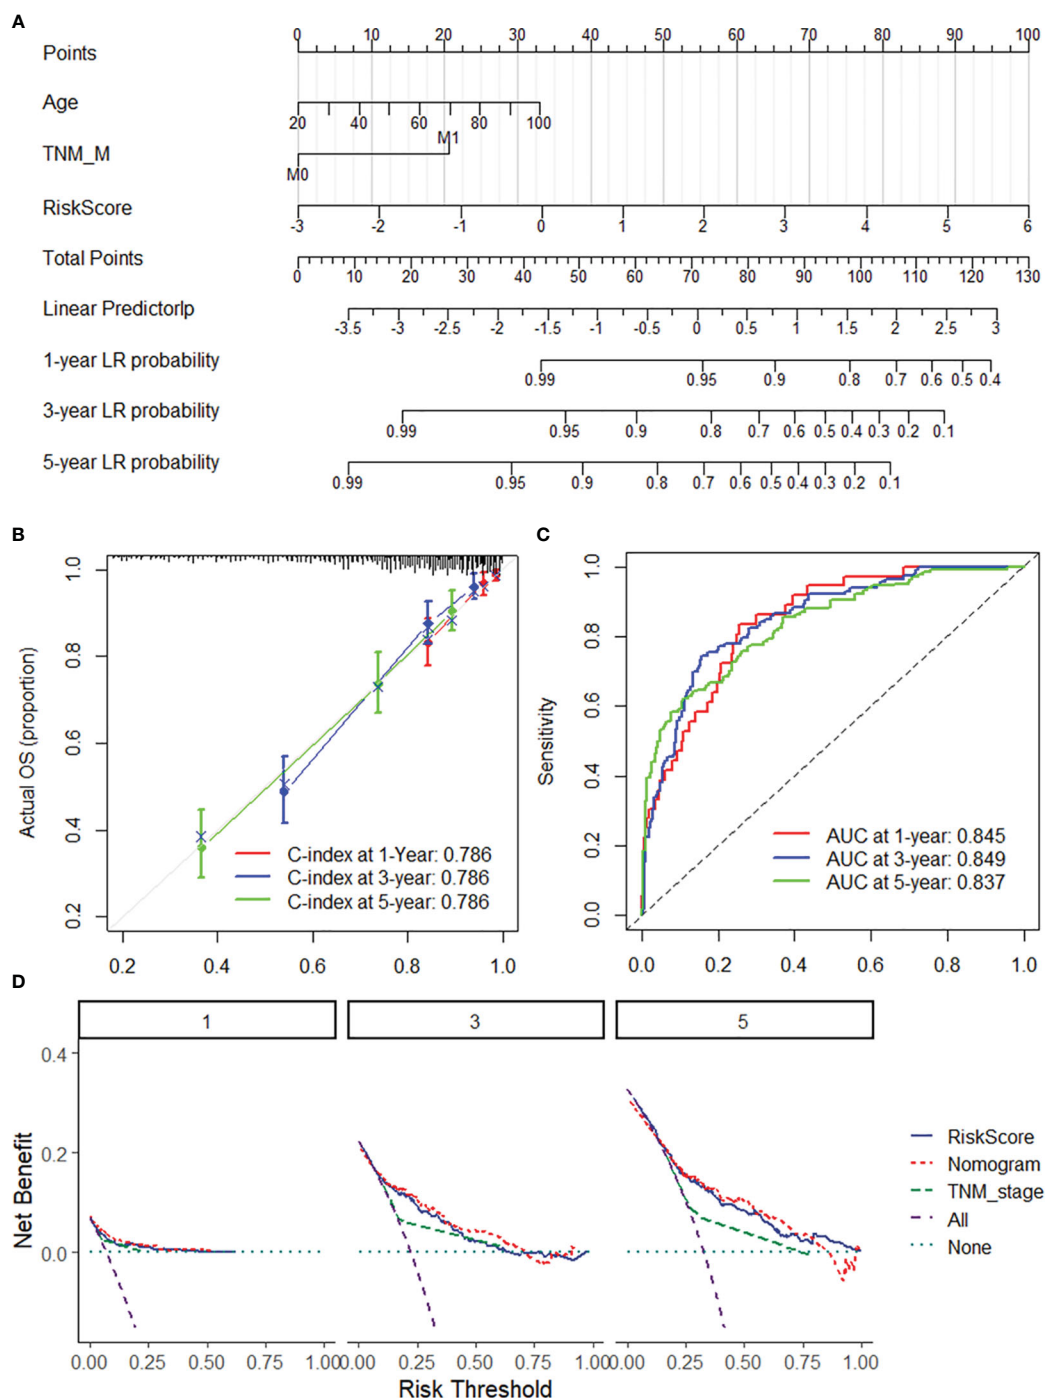 A
Points
0 10 20 30 40 50 60 70 80 90 100
Age
20 40 60 80 100
TNM_M
M1
M0
RiskScore
-3 -2 -1 0 1 2 3 4 5 6
Total Points
0 10 20 30 40 50 60 70 80 90 100 110 120 130
Linear Predictorlp
-3.5 -3 -2.5 -2 -1.5 -1 -0.5 0 0.5 1 1.5 2 2.5 3
1-year LR probability
0.99 0.95 0.9 0.8 0.7 0.6 0.5 0.4
3-year LR probability
0.99 0.95 0.9 0.8 0.7 0.6 0.5 0.4 0.3 0.2 0.1
5-year LR probability
0.99 0.95 0.9 0.8 0.7 0.6 0.5 0.4 0.3 0.2 0.1
B
Actual OS (proportion)
1.0
0.8
0.6
0.4
0.2
C-index at 1-Year: 0.786
C-index at 3-year: 0.786
C-index at 5-year: 0.786
0.2 0.4 0.6 0.8 1.0
C
Sensitivity
1.0
0.8
0.6
0.4
0.2
0.0
AUC at 1-year: 0.845
AUC at 3-year: 0.849
AUC at 5-year: 0.837
0.0 0.2 0.4 0.6 0.8 1.0
D
1 3 5
Net Benefit
0.4
0.2
0.0
0.00 0.25 0.50 0.75 1.00
0.00 0.25 0.50 0.75 1.00
0.00 0.25 0.50 0.75 1.00
Risk Threshold
RiskScore
Nomogram
TNM_stage
All
None